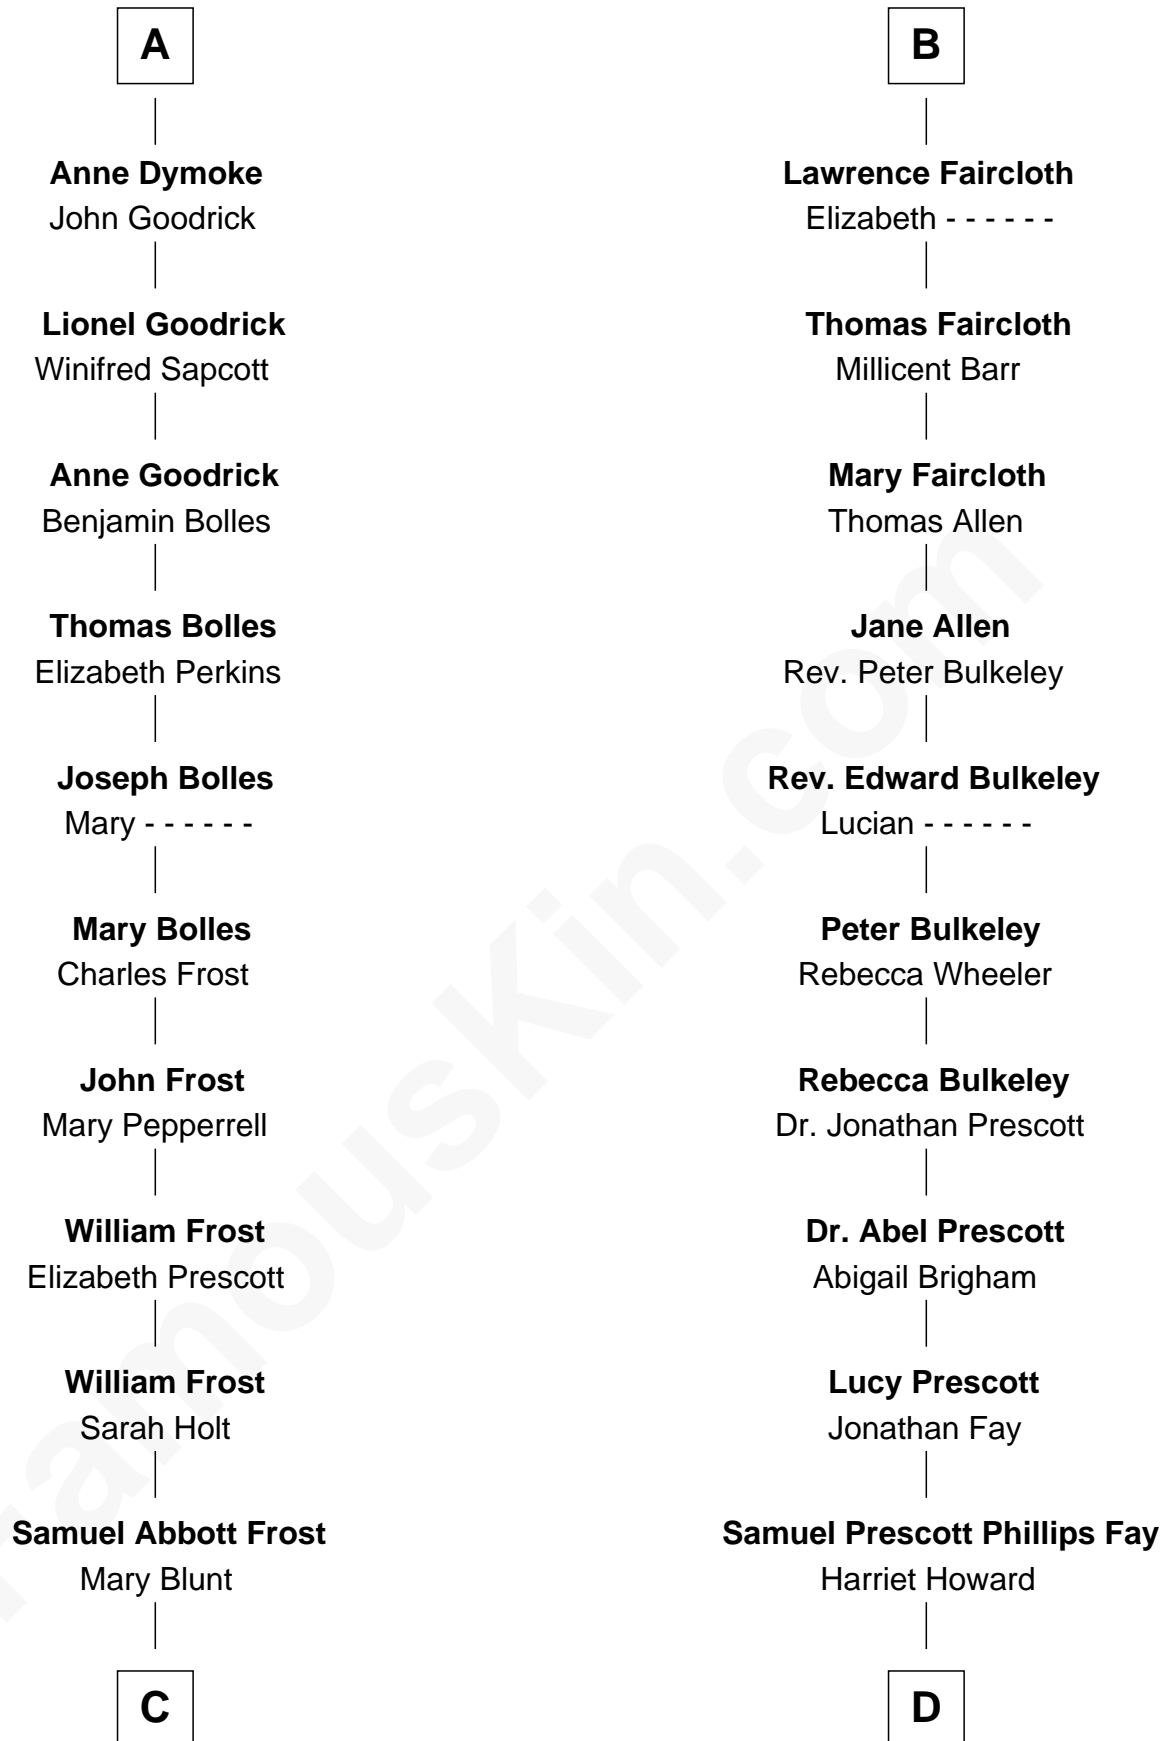 A
Anne Dymoke
John Goodrick
Lionel Goodrick
Winifred Sapcott
Anne Goodrick
Benjamin Bolles
Thomas Bolles
Elizabeth Perkins
Joseph Bolles
Mary - - - - - -
Mary Bolles
Charles Frost
John Frost
Mary Pepperrell
William Frost
Elizabeth Prescott
William Frost
Sarah Holt
Samuel Abbott Frost
Mary Blunt
C
B
Lawrence Faircloth
Elizabeth - - - - - -
Thomas Faircloth
Millicent Barr
Mary Faircloth
Thomas Allen
Jane Allen
Rev. Peter Bulkeley
Rev. Edward Bulkeley
Lucian - - - - - -
Peter Bulkeley
Rebecca Wheeler
Rebecca Bulkeley
Dr. Jonathan Prescott
Dr. Abel Prescott
Abigail Brigham
Lucy Prescott
Jonathan Fay
Samuel Prescott Phillips Fay
Harriet Howard
D
FamousKin.com